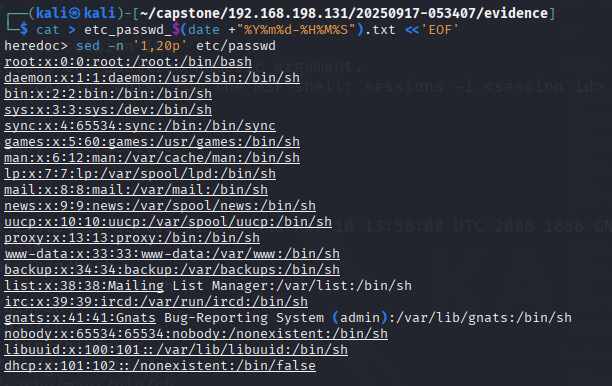 ┌──(kali㉿kali)-[~/capstone/192.168.198.131/20250917-053407/evidence]
└─$ cat > etc_passwd_$(date +"%Y%m%d-%H%M%S").txt <<'EOF'
heredoc> sed -n '1,20p' etc/passwd
root:x:0:0:root:/root:/bin/bash
daemon:x:1:1:daemon:/usr/sbin:/bin/sh
bin:x:2:2:bin:/bin:/bin/sh
sys:x:3:3:sys:/dev:/bin/sh
sync:x:4:65534:sync:/bin:/bin/sync
games:x:5:60:games:/usr/games:/bin/sh
man:x:6:12:man:/var/cache/man:/bin/sh
lp:x:7:7:lp:/var/spool/lpd:/bin/sh
mail:x:8:8:mail:/var/mail:/bin/sh
news:x:9:9:news:/var/spool/news:/bin/sh
uucp:x:10:10:uucp:/var/spool/uucp:/bin/sh
proxy:x:13:13:proxy:/bin:/bin/sh
www-data:x:33:33:www-data:/var/www:/bin/sh
backup:x:34:34:backup:/var/backups:/bin/sh
list:x:38:38:Mailing List Manager:/var/list:/bin/sh
irc:x:39:39:ircd:/var/run/ircd:/bin/sh
gnats:x:41:41:Gnats Bug-Reporting System (admin):/var/lib/gnats:/bin/sh
nobody:x:65534:65534:nobody:/nonexistent:/bin/sh
libuuid:x:100:101::/var/lib/libuuid:/bin/sh
dhcp:x:101:102::/nonexistent:/bin/false